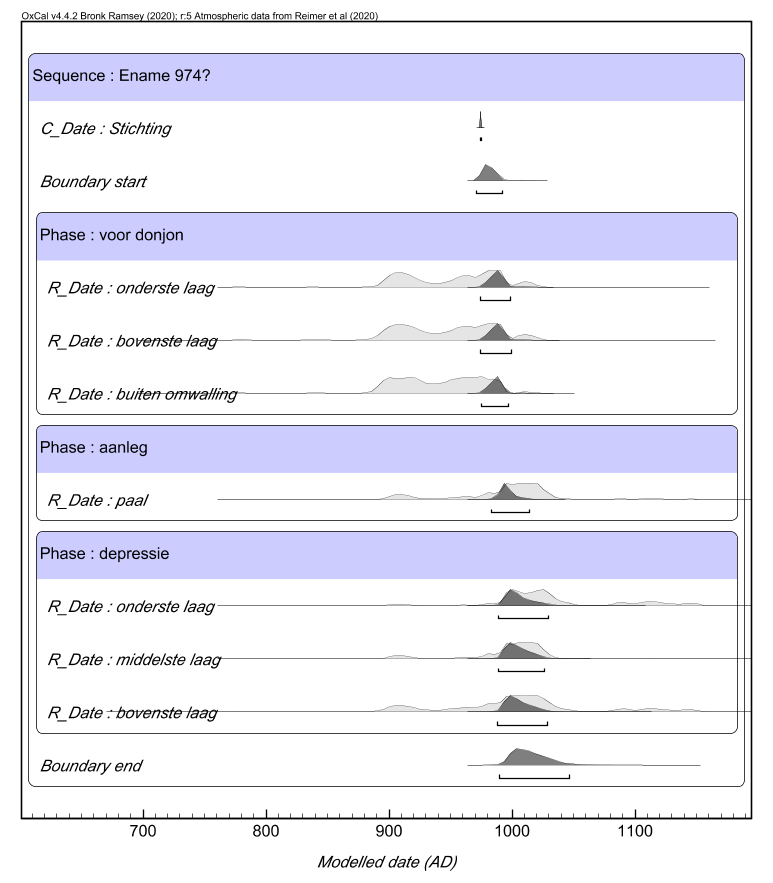 OxCal v4.4.2 Bronk Ramsey (2020); r:5 Atmospheric data from Reimer et al (2020)
Sequence : Ename 974?
C_Date : Stichting
Boundary start
Phase : voor donjon
R_Date : onderste laag
R_Date : bovenste laag
R_Date : buiten omwalling
Phase : aanleg
R_Date : paal
Phase : depressie
R_Date : onderste laag
R_Date : middelste laag
R_Date : bovenste laag
Boundary end
700 800 900 1000 1100
Modelled date (AD)